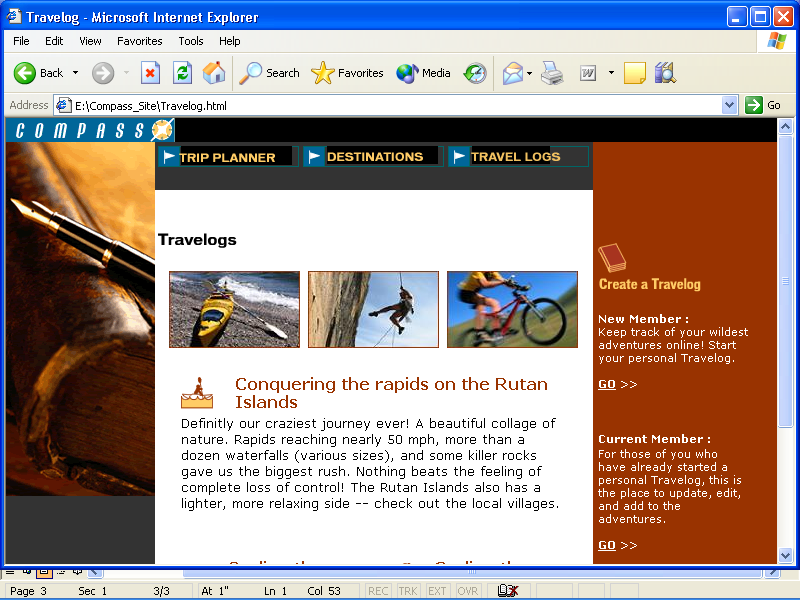 Travelog - Microsoft Internet Explorer
File Edit View Favorites Tools Help
Back Search Favorites Media
Address E:\Compass_Site\Travelog.html Go
COMPASS
TRIP PLANNER DESTINATIONS TRAVEL LOGS
Travelogs
Conquering the rapids on the Rutan
Islands
Definitly our craziest journey ever! A beautiful collage of
nature. Rapids reaching nearly 50 mph, more than a
dozen waterfalls (various sizes), and some killer rocks
gave us the biggest rush. Nothing beats the feeling of
complete loss of control! The Rutan Islands also has a
lighter, more relaxing side -- check out the local villages.
Create a Travelog
New Member :
Keep track of your wildest
adventures online! Start
your personal Travelog.
GO >>
Current Member :
For those of you who
have already started a
personal Travelog, this is
the place to update, edit,
and add to the
adventures.
GO >>
Page 3 Sec 1 3/3 At 1" Ln 1 Col 53 REC TRK EXT OVR